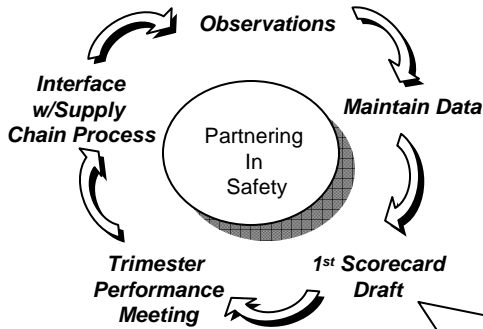 Observations
Maintain Data
1st Scorecard
Draft
Trimester
Performance
Meeting
Interface
w/Supply
Chain Process
Partnering
In
Safety